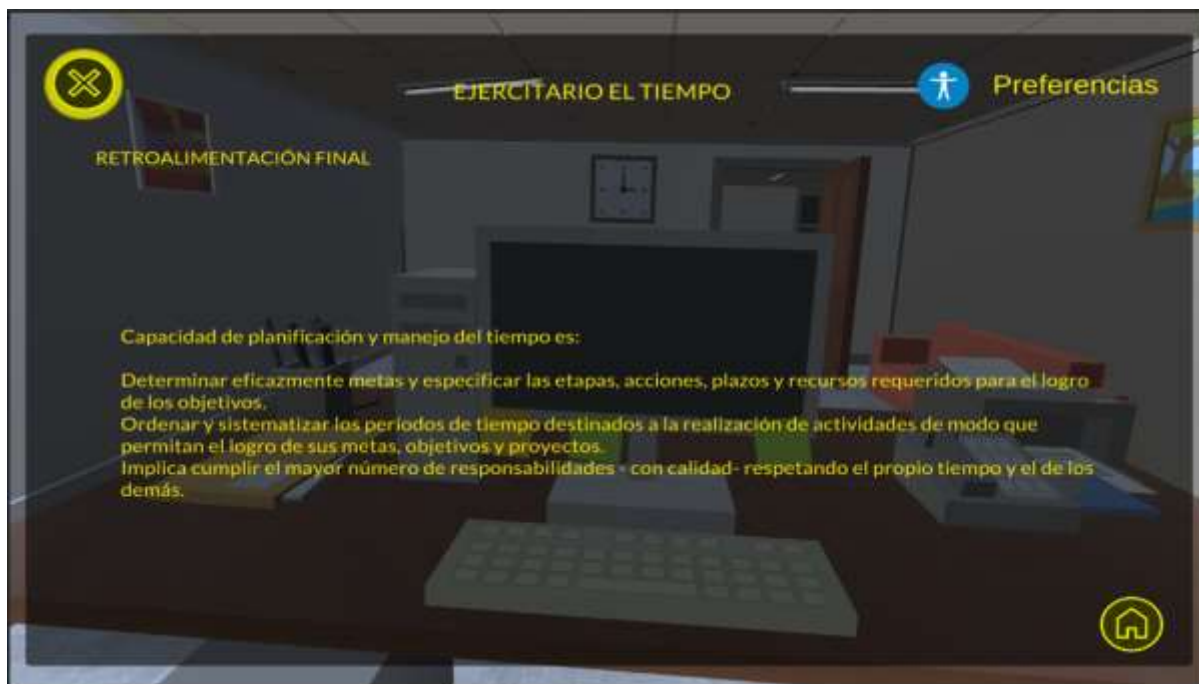 EJERCITARIO EL TIEMPO
Preferencias
RETROALIMENTACIÓN FINAL
Capacidad de planificación y manejo del tiempo es:
Determinar eficazmente metas y especificar las etapas, acciones, plazos y recursos requeridos para el logro
de los objetivos.
Ordenar y sistematizar los periodos de tiempo destinados a la realización de actividades de modo que
permitan el logro de sus metas, objetivos y proyectos.
Implica cumplir el mayor número de responsabilidades - con calidad- respetando el propio tiempo y el de los
demás.